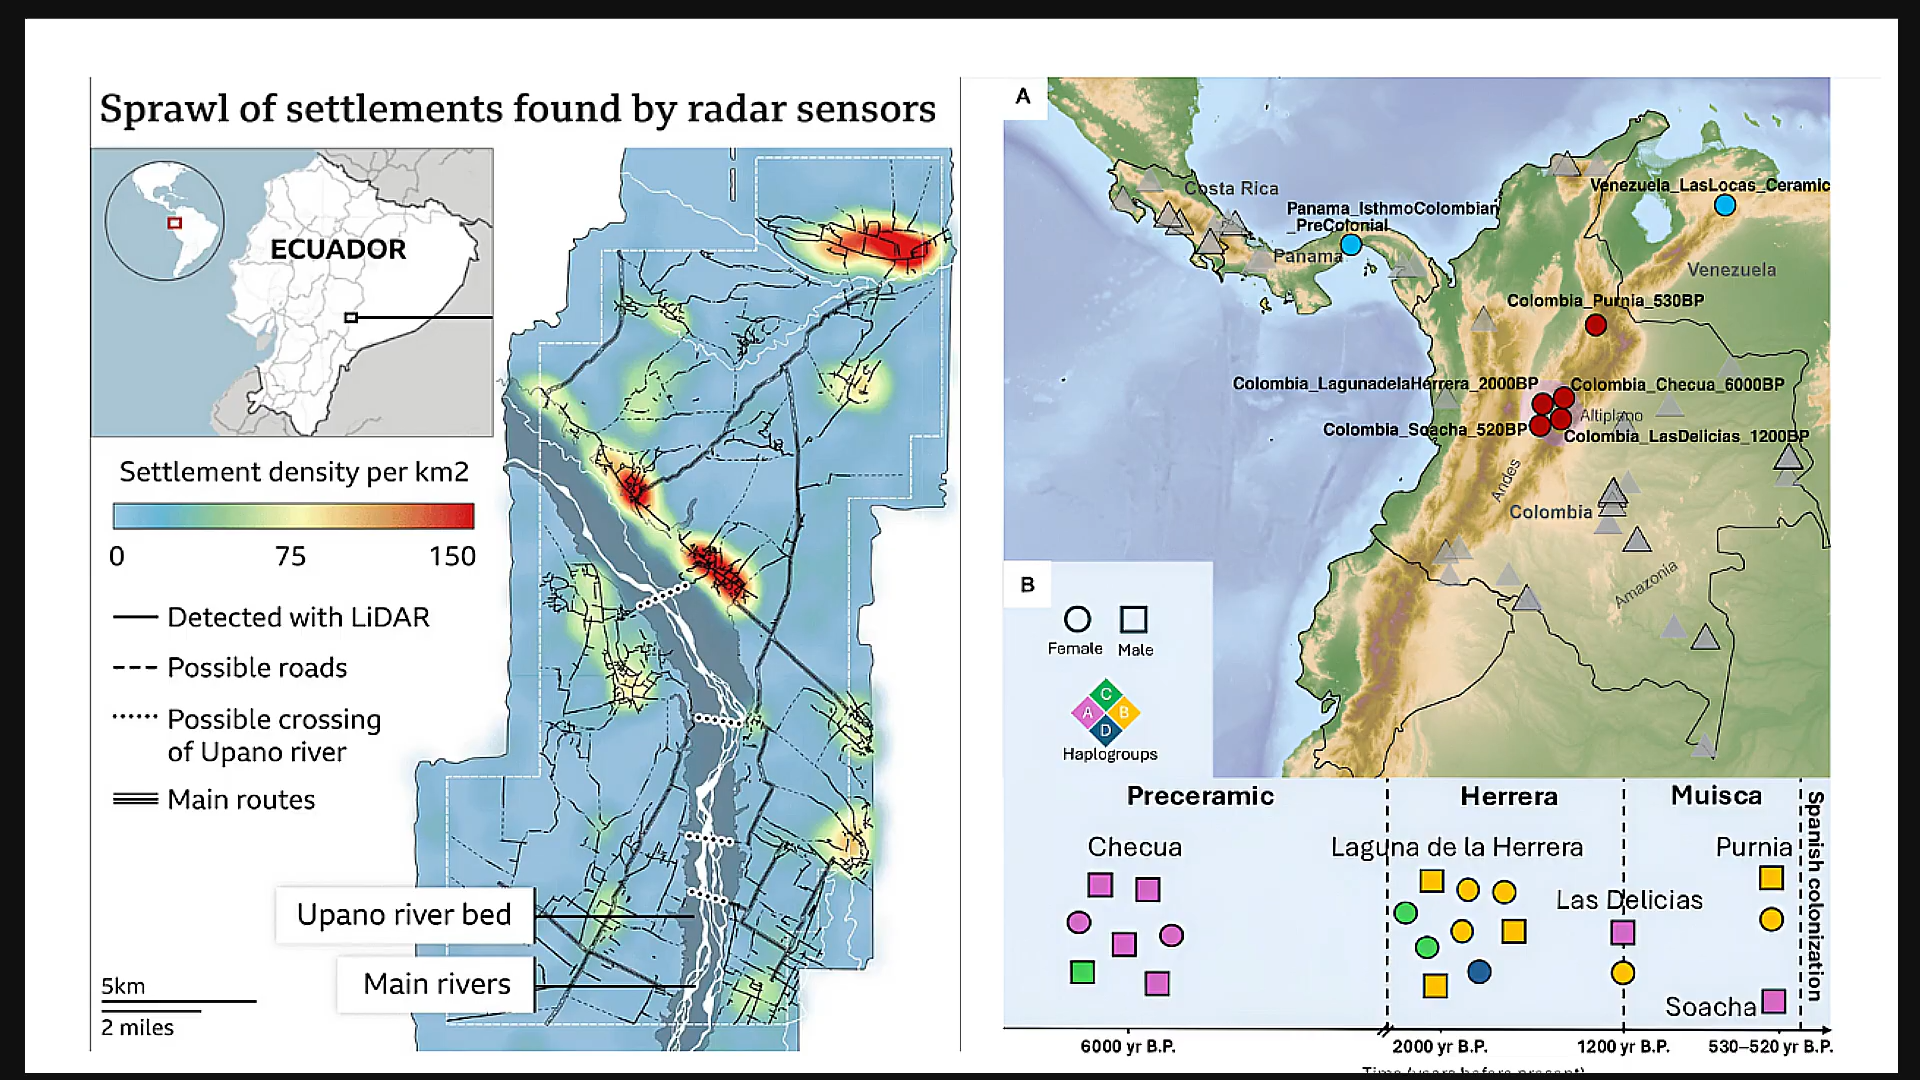 Sprawl of settlements found by radar sensors
ECUADOR
Settlement density per km2
0 75 150
Detected with LiDAR
Possible roads
Possible crossing
of Upano river
Main routes
Upano river bed
Main rivers
5km
2 miles
A
Costa Rica
Venezuela_LasLocas_Ceramic
Panama_IsthmoColombian
_PreColonial
Panama
Venezuela
Colombia_Purnia_530BP
Colombia_LagunadelaHerrera_2000BP
Colombia_Checua_6000BP
Altiplano
Colombia_Soacha_520BP
Colombia_LasDelicias_1200BP
Andes
Colombia
Amazonia
B
Female Male
C
A B
D
Haplogroups
Preceramic Herrera Muisca
Spanish colonization
Checua
Laguna de la Herrera
Purnia
Las Delicias
Soacha
6000 yr B.P. 2000 yr B.P. 1200 yr B.P. 530–520 yr B.P.
Time (years before present)